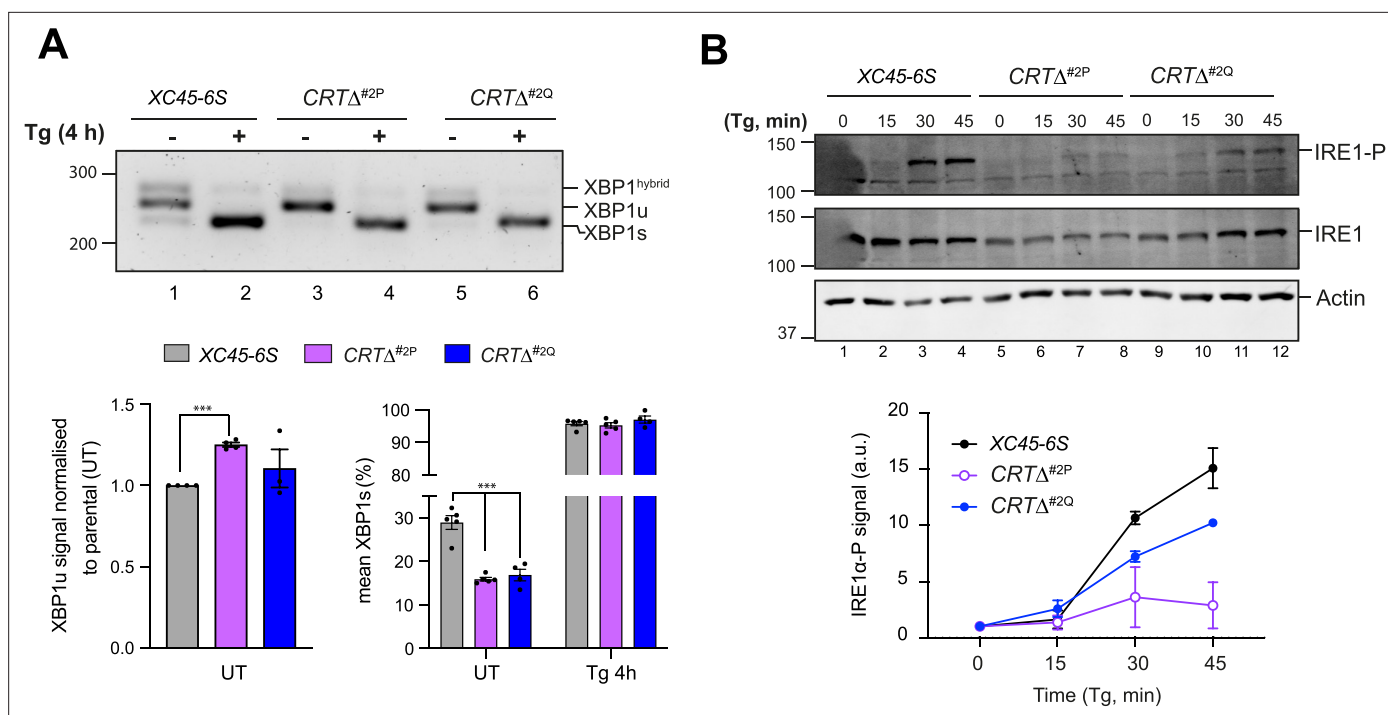 A
XC45-6S CRTΔ#2P CRTΔ#2Q
Tg (4 h) - + - + - +
300
200
XBP1hybrid
XBP1u
XBP1s
1 2 3 4 5 6
XC45-6S CRTΔ#2P CRTΔ#2Q
XBP1u signal normalised
to parental (UT)
1.5
1.0
0.5
0.0
***
UT
mean XBP1s (%)
100
90
80
30
20
10
0
***
UT Tg 4h
B
XC45-6S CRTΔ#2P CRTΔ#2Q
(Tg, min) 0 15 30 45 0 15 30 45 0 15 30 45
150
100
IRE1-P
150
100
IRE1
Actin
37
1 2 3 4 5 6 7 8 9 10 11 12
IRE1α-P signal (a.u.)
20
15
10
5
0
XC45-6S
CRTΔ#2P
CRTΔ#2Q
0 15 30 45
Time (Tg, min)